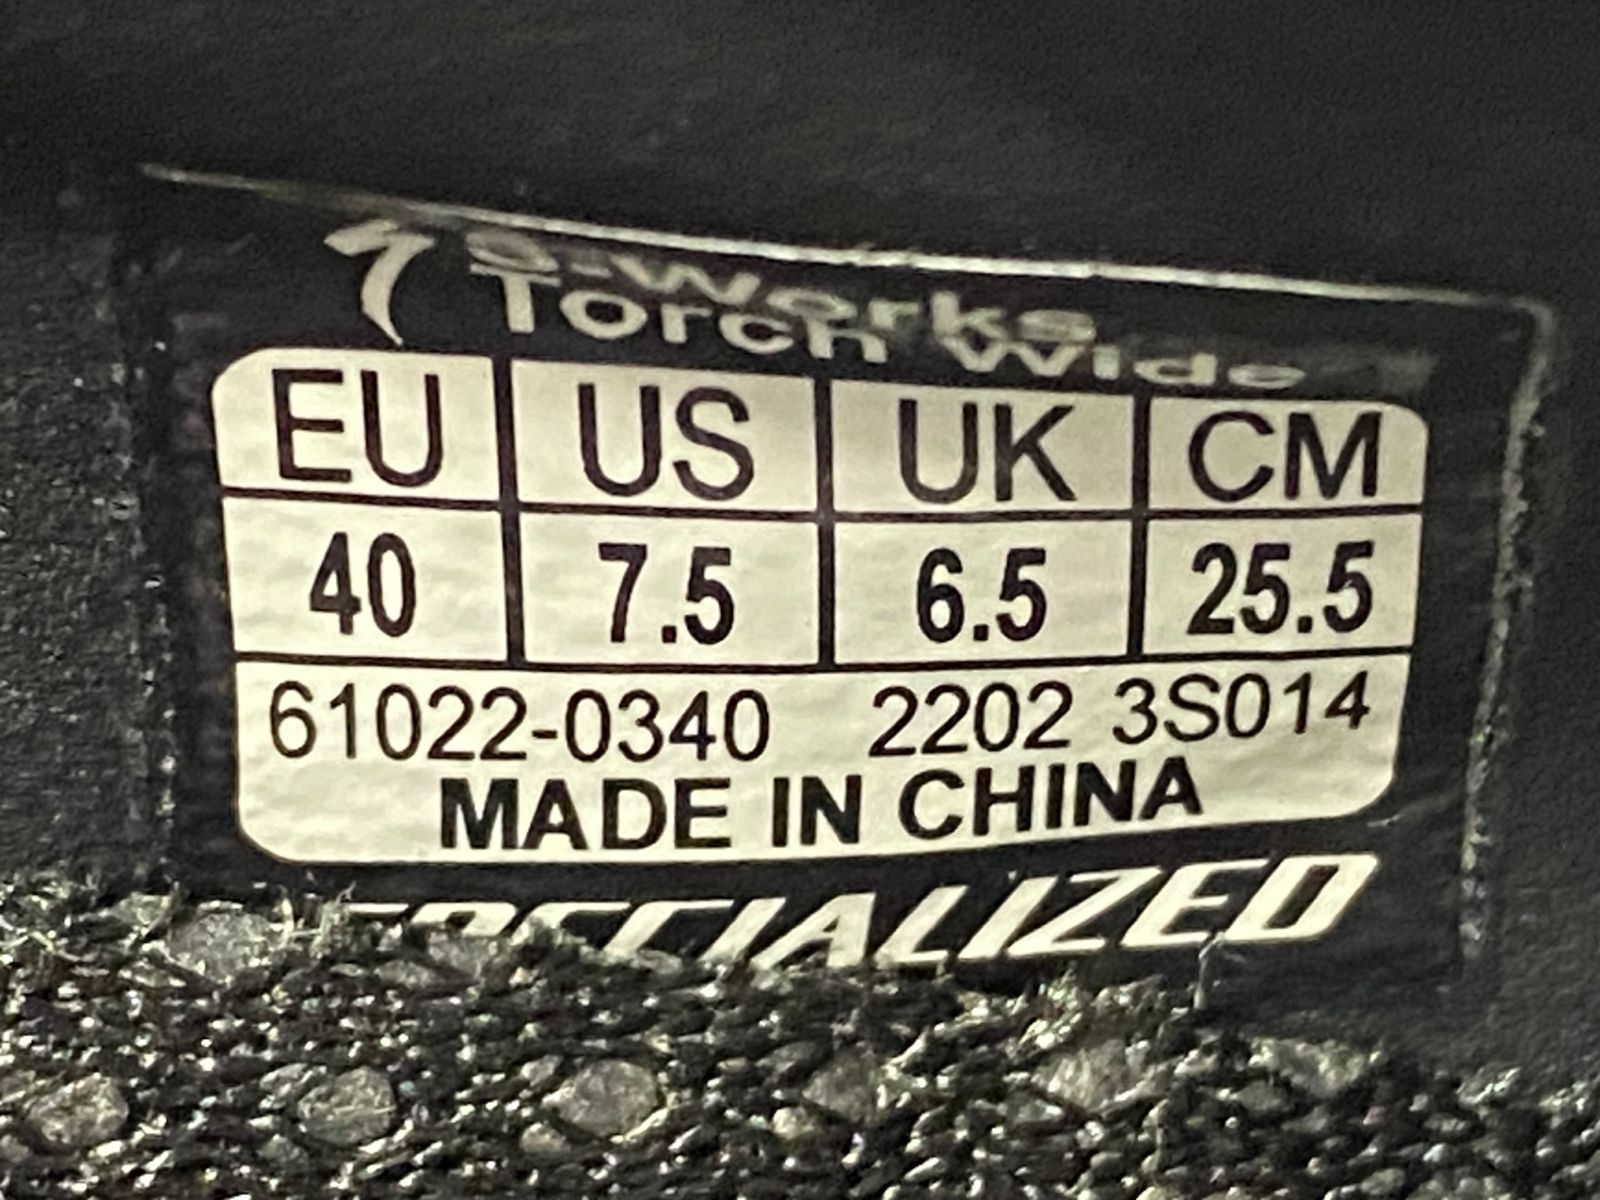 S-Works
Torch Wide
EU US UK CM
40 7.5 6.5 25.5
61022-0340 2202 3S014
MADE IN CHINA
SPECIALIZED